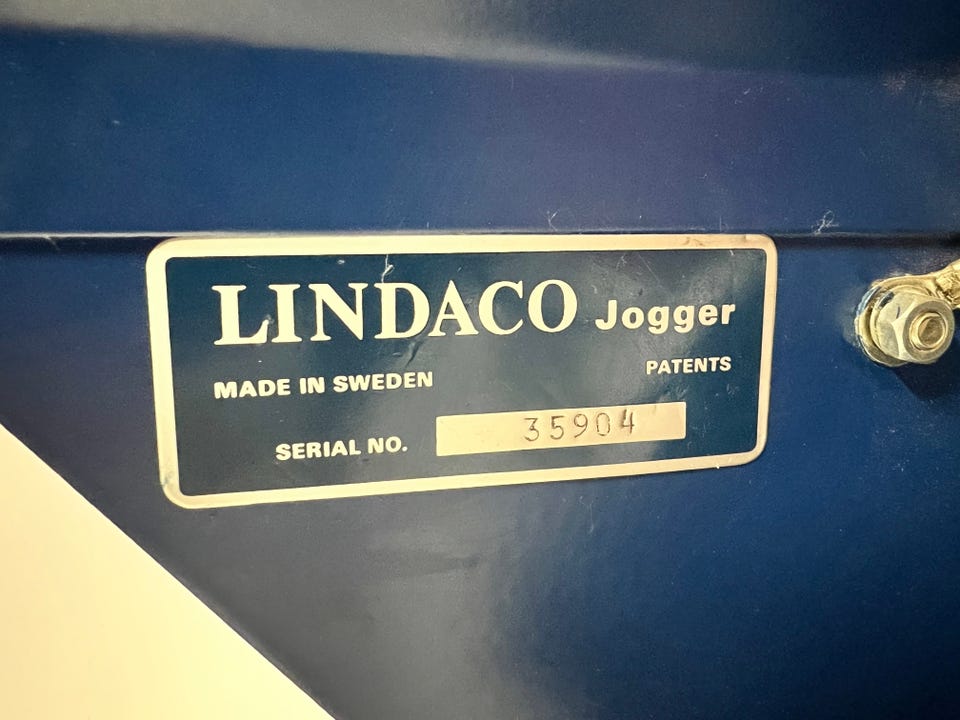 LINDACO Jogger
MADE IN SWEDEN PATENTS
SERIAL NO. 35904